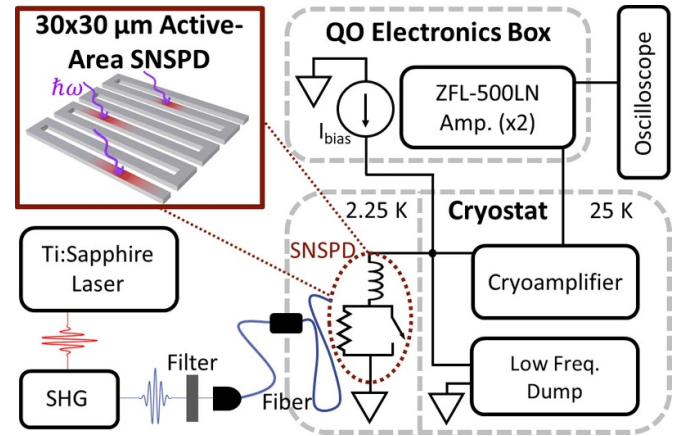 30x30 µm Active-
Area SNSPD
ħω
QO Electronics Box
I_bias
ZFL-500LN
Amp. (x2)
Oscilloscope
2.25 K
Cryostat
25 K
SNSPD
Cryoamplifier
Low Freq.
Dump
Ti:Sapphire
Laser
SHG
Filter
Fiber